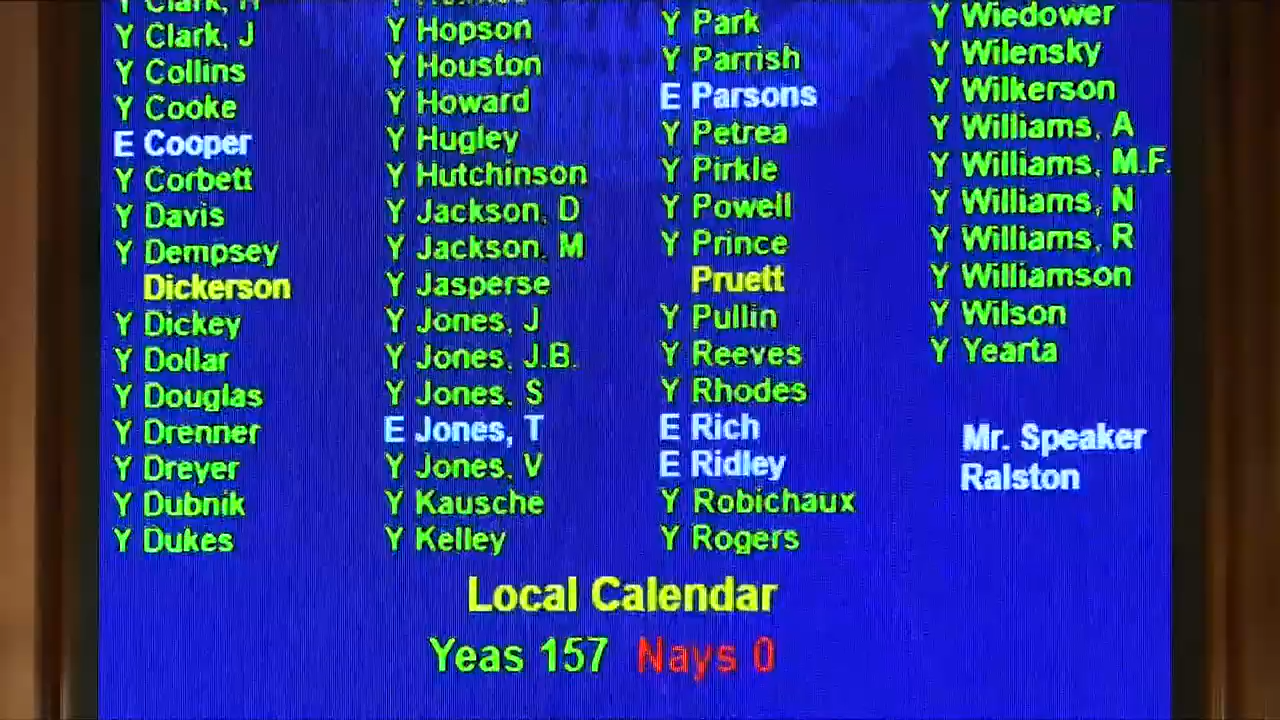 Y Clark, H
Y Clark, J
Y Collins
Y Cooke
E Cooper
Y Corbett
Y Davis
Y Dempsey
Dickerson
Y Dickey
Y Dollar
Y Douglas
Y Drenner
Y Dreyer
Y Dubnik
Y Dukes
Y Hopson
Y Houston
Y Howard
Y Hugley
Y Hutchinson
Y Jackson, D
Y Jackson, M
Y Jasperse
Y Jones, J
Y Jones, J.B.
Y Jones, S
E Jones, T
Y Jones, V
Y Kausche
Y Kelley
Y Park
Y Parrish
E Parsons
Y Petrea
Y Pirkle
Y Powell
Y Prince
Pruett
Y Pullin
Y Reeves
Y Rhodes
E Rich
E Ridley
Y Robichaux
Y Rogers
Y Wiedower
Y Wilensky
Y Wilkerson
Y Williams, A
Y Williams, M.F.
Y Williams, N
Y Williams, R
Y Williamson
Y Wilson
Y Yearta
Mr. Speaker
Ralston
Local Calendar
Yeas 157 Nays 0